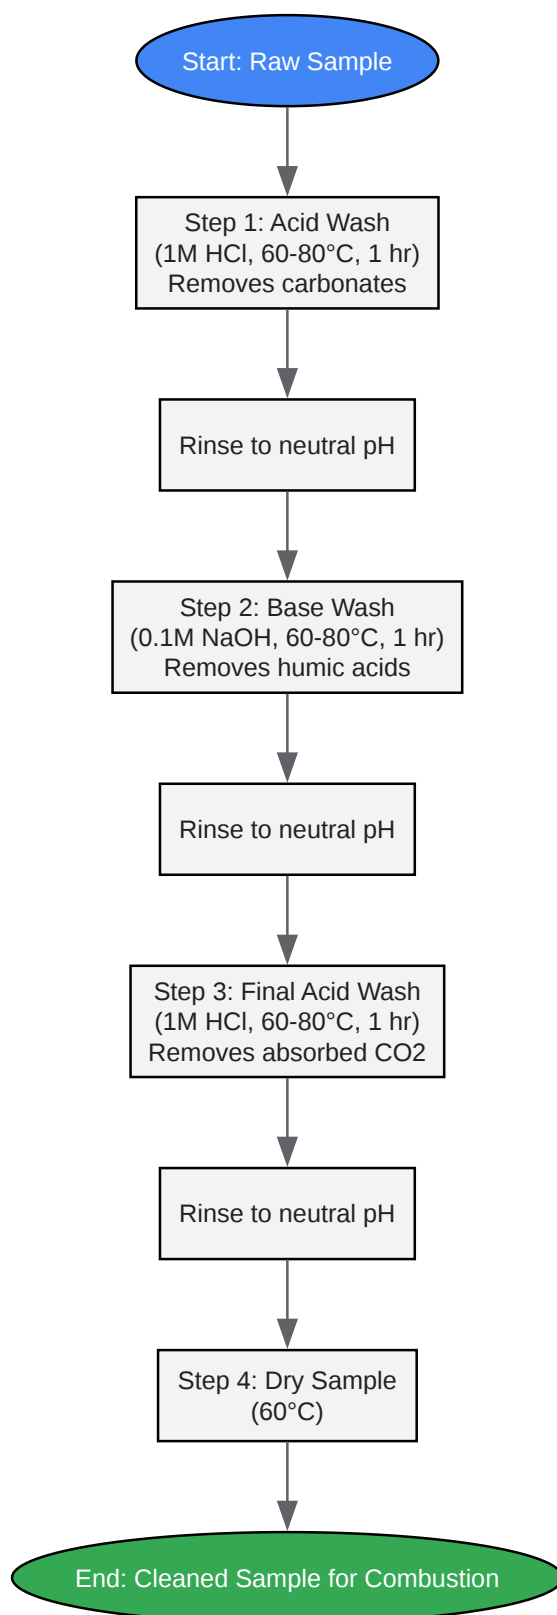 Start: Raw Sample
Step 1: Acid Wash
(1M HCl, 60-80°C, 1 hr)
Removes carbonates
Rinse to neutral pH
Step 2: Base Wash
(0.1M NaOH, 60-80°C, 1 hr)
Removes humic acids
Rinse to neutral pH
Step 3: Final Acid Wash
(1M HCl, 60-80°C, 1 hr)
Removes absorbed CO2
Rinse to neutral pH
Step 4: Dry Sample
(60°C)
End: Cleaned Sample for Combustion